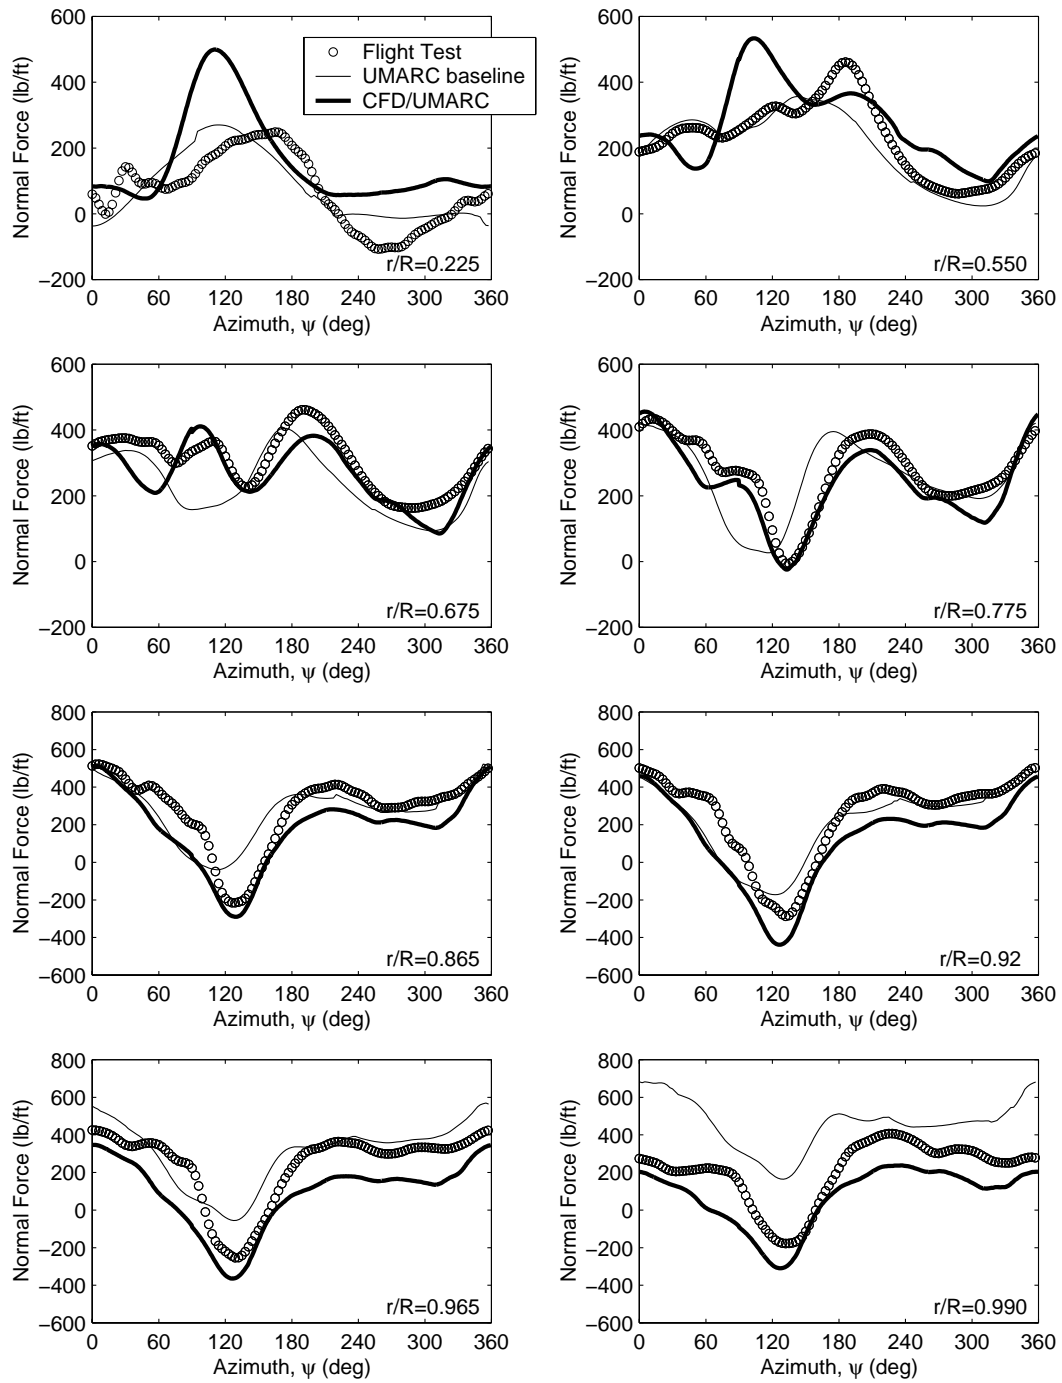 600
400
200
0
−200
Normal Force (lb/ft)
Flight Test
UMARC baseline
CFD/UMARC
r/R=0.225
0 60 120 180 240 300 360
Azimuth, ψ (deg)
600
400
200
0
−200
Normal Force (lb/ft)
r/R=0.550
0 60 120 180 240 300 360
Azimuth, ψ (deg)
600
400
200
0
−200
Normal Force (lb/ft)
r/R=0.675
0 60 120 180 240 300 360
Azimuth, ψ (deg)
600
400
200
0
−200
Normal Force (lb/ft)
r/R=0.775
0 60 120 180 240 300 360
Azimuth, ψ (deg)
800
600
400
200
0
−200
−400
−600
Normal Force (lb/ft)
r/R=0.865
0 60 120 180 240 300 360
Azimuth, ψ (deg)
800
600
400
200
0
−200
−400
−600
Normal Force (lb/ft)
r/R=0.92
0 60 120 180 240 300 360
Azimuth, ψ (deg)
800
600
400
200
0
−200
−400
−600
Normal Force (lb/ft)
r/R=0.965
0 60 120 180 240 300 360
Azimuth, ψ (deg)
800
600
400
200
0
−200
−400
−600
Normal Force (lb/ft)
r/R=0.990
0 60 120 180 240 300 360
Azimuth, ψ (deg)